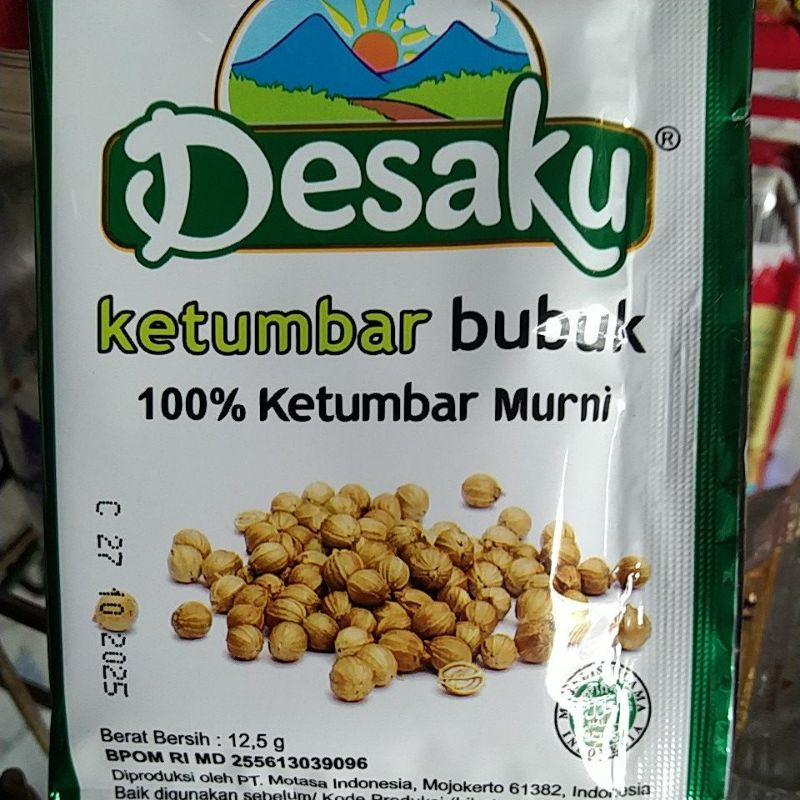 Desaku®
ketumbar bubuk
100% Ketumbar Murni
C 27 10 2025
Berat Bersih : 12,5 g
BPOM RI MD 255613039096
Diproduksi oleh PT. Motasa Indonesia, Mojokerto 61382, Indonesia
Baik digunakan sebelum/ Kode Produksi